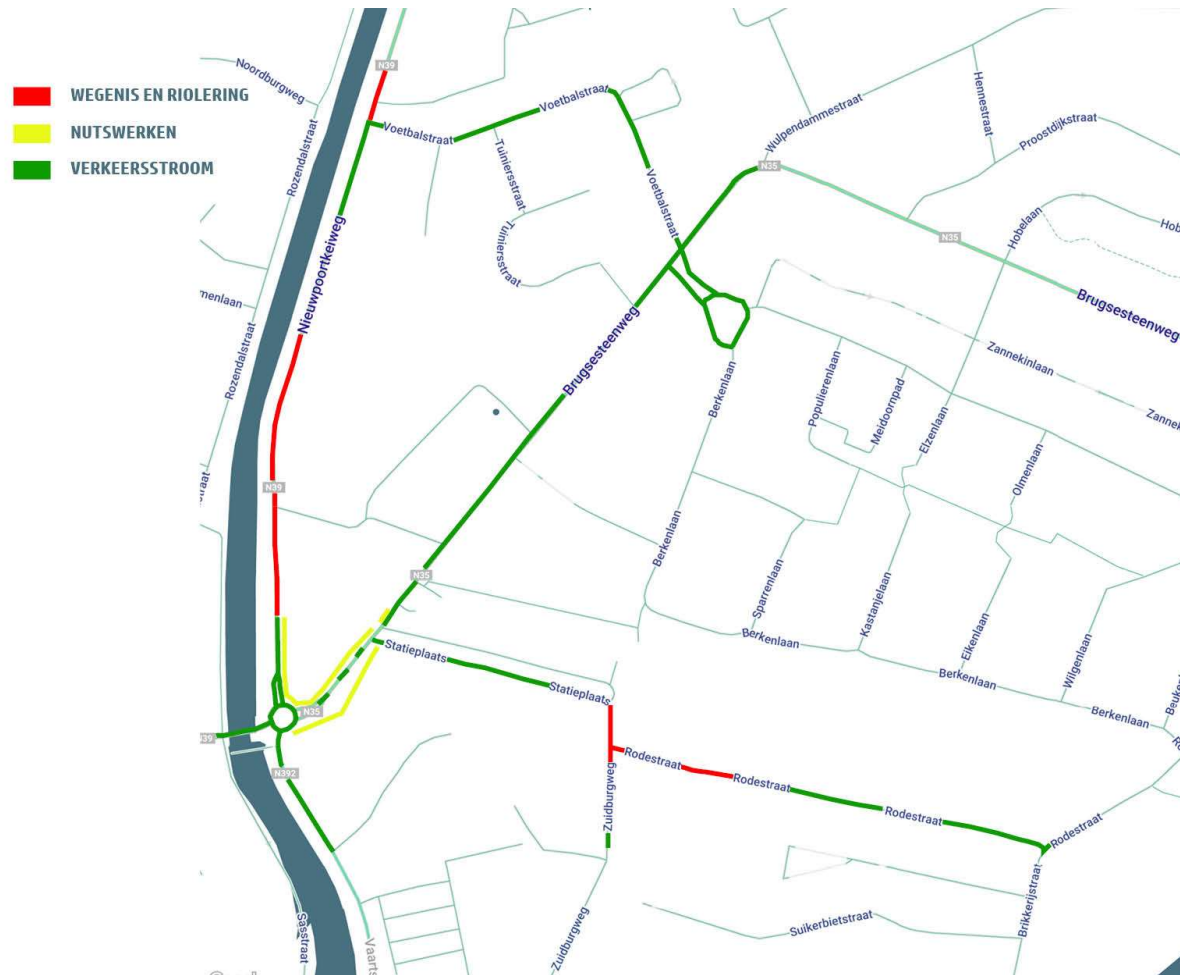 WEGENIS EN RIOLERING
NUTSWERKEN
VERKEERSSTROOM
Noordburgweg
N39
Rozendalstraat
Voetbalstraat
Voetbalstraat
Tuiniersstraat
Tuiniersstraat
Voetbalstraat
Wulpendammestraat
Hennestraat
Proostdijkstraat
N35
N35
Hobelaan
Brugsesteenweg
Nieuwpoortkeiweg
Rozendalstraat
Brugsesteenweg
Zannekinlaan
Berkenlaan
Populierenlaan
Meidoornpad
Elzenlaan
Olmenlaan
N39
N35
Berkenlaan
Sparrenlaan
Kastanjelaan
Eikenlaan
Wilgenlaan
Berkenlaan
Berkenlaan
Berkenlaan
Statieplaats
Statieplaats
N35
N392
Rodestraat
Rodestraat
Rodestraat
Rodestraat
Zuidburgweg
Zuidburgweg
Brikkerijstraat
Suikerbietstraat
Sasstraat